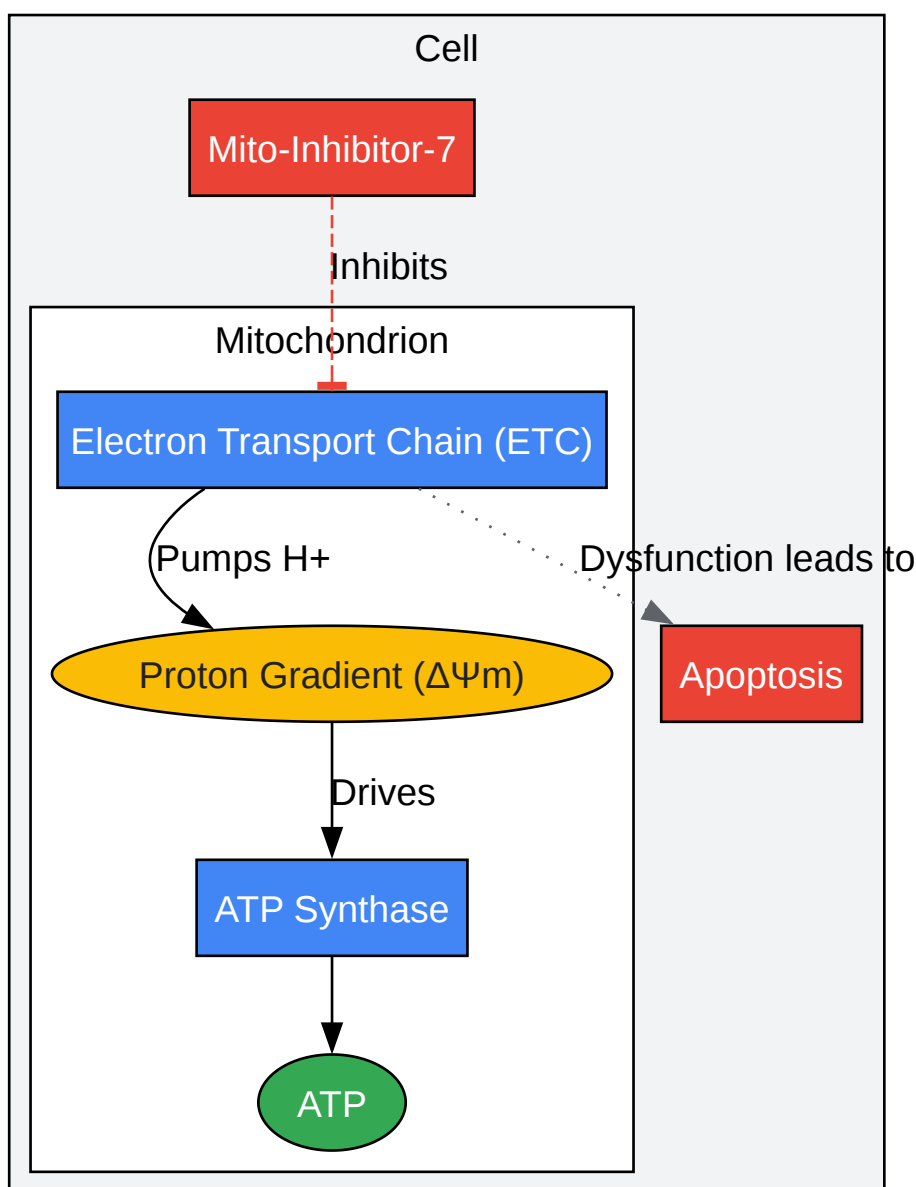 Cell
Mito-Inhibitor-7
Inhibits
Mitochondrion
Electron Transport Chain (ETC)
Pumps H+
Dysfunction leads to
Proton Gradient (ΔΨm)
Apoptosis
Drives
ATP Synthase
ATP